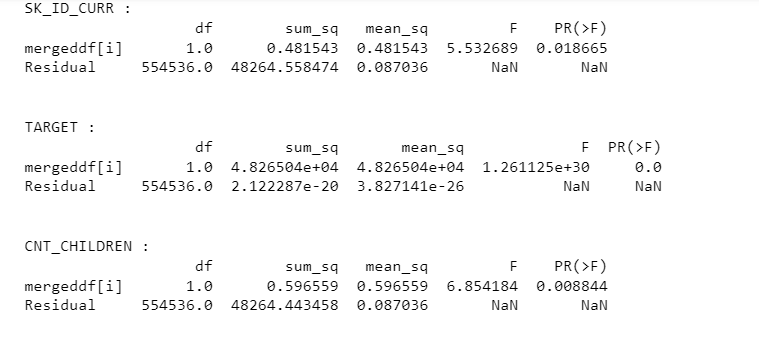 SK_ID_CURR :
df sum_sq mean_sq F PR(>F)
mergeddf[i] 1.0 0.481543 0.481543 5.532689 0.018665
Residual 554536.0 48264.558474 0.087036 NaN NaN
TARGET :
df sum_sq mean_sq F PR(>F)
mergeddf[i] 1.0 4.826504e+04 4.826504e+04 1.261125e+30 0.0
Residual 554536.0 2.122287e-20 3.827141e-26 NaN NaN
CNT_CHILDREN :
df sum_sq mean_sq F PR(>F)
mergeddf[i] 1.0 0.596559 0.596559 6.854184 0.008844
Residual 554536.0 48264.443458 0.087036 NaN NaN